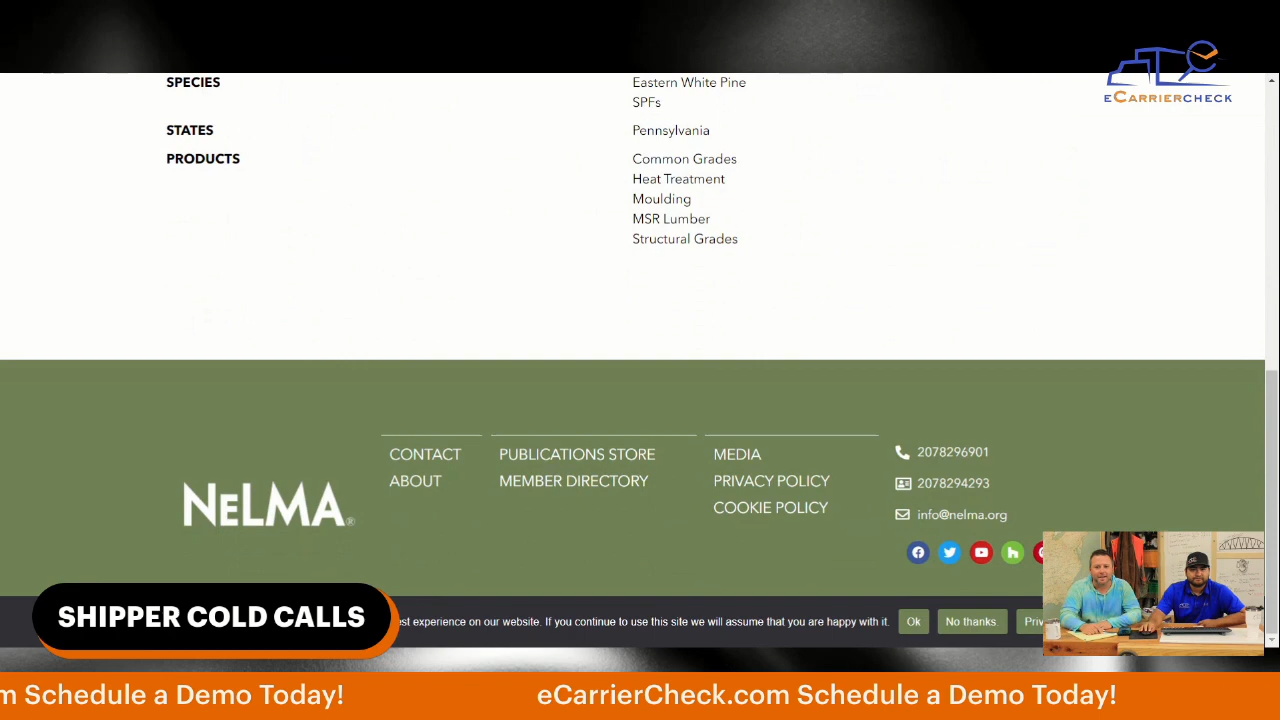 SPECIES
Eastern White Pine
SPFs
STATES
Pennsylvania
PRODUCTS
Common Grades
Heat Treatment
Moulding
MSR Lumber
Structural Grades
eCARRIERCHECK
NELMA®
CONTACT
ABOUT
PUBLICATIONS STORE
MEMBER DIRECTORY
MEDIA
PRIVACY POLICY
COOKIE POLICY
2078296901
2078294293
info@nelma.org
experience on our website. If you continue to use this site we will assume that you are happy with it.
Ok
No thanks.
SHIPPER COLD CALLS
Schedule a Demo Today!
eCarrierCheck.com Schedule a Demo Today!